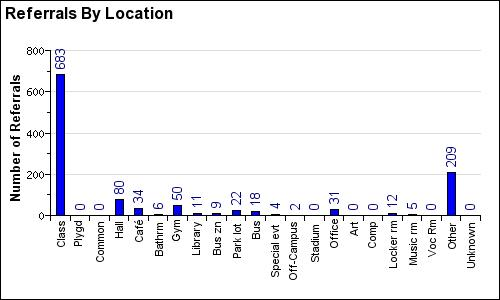 Referrals By Location
Number of Referrals
800
600
400
200
0
683
0
0
80
34
6
50
11
9
22
18
4
2
0
31
0
0
12
5
0
209
0
Class
Plygd
Common
Hall
Café
Bathrm
Gym
Library
Bus zn
Park lot
Bus
Special evt
Off-Campus
Stadium
Office
Art
Comp
Locker rm
Music rm
Voc Rm
Other
Unknown